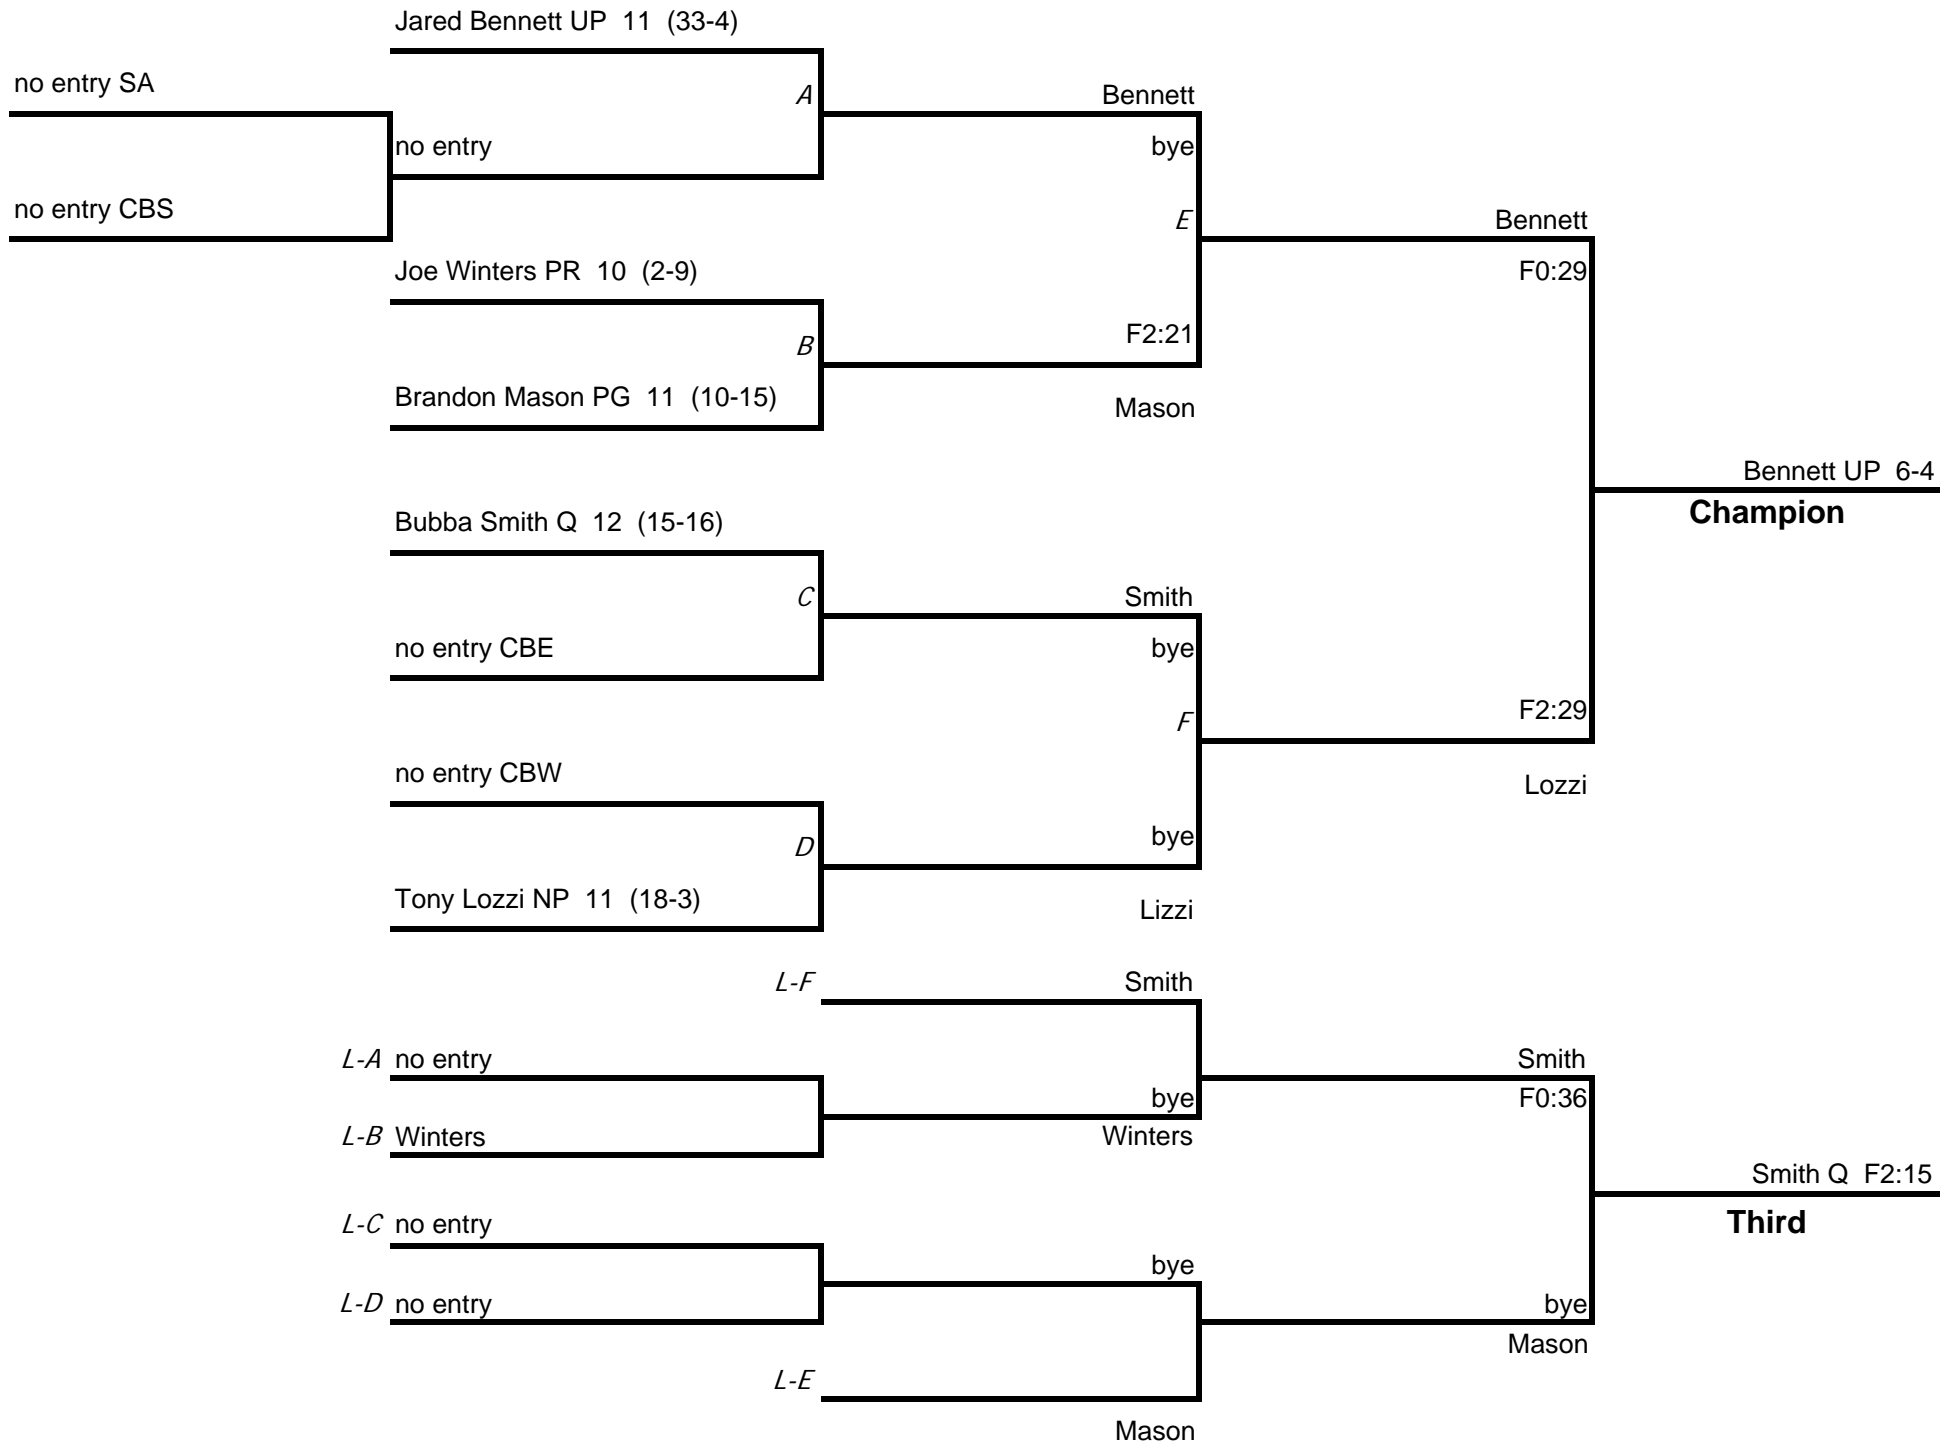 Jared Bennett UP 11 (33-4)
no entry SA
A
Bennett
no entry
bye
no entry CBS
E
Bennett
Joe Winters PR 10 (2-9)
F0:29
B
F2:21
Brandon Mason PG 11 (10-15)
Mason
Bennett UP 6-4
Champion
Bubba Smith Q 12 (15-16)
C
Smith
no entry CBE
bye
F
F2:29
no entry CBW
Lozzi
D
bye
Tony Lozzi NP 11 (18-3)
Lizzi
L-F
Smith
L-A no entry
Smith
bye
F0:36
L-B Winters
Winters
Smith Q F2:15
Third
L-C no entry
bye
L-D no entry
bye
Mason
L-E
Mason